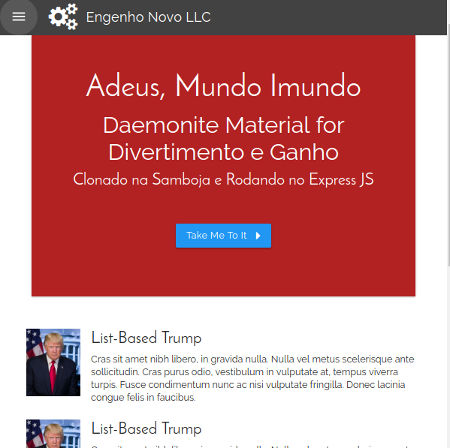 Engenho Novo LLC
Adeus, Mundo Imundo
Daemonite Material for
Divertimento e Ganho
Clonado na Samboja e Rodando no Express JS
Take Me To It
List-Based Trump
Cras sit amet nibh libero, in gravida nulla. Nulla vel metus scelerisque ante
sollicitudin. Cras purus odio, vestibulum in vulputate at, tempus viverra
turpis. Fusce condimentum nunc ac nisi vulputate fringilla. Donec lacinia
congue felis in faucibus.
List-Based Trump